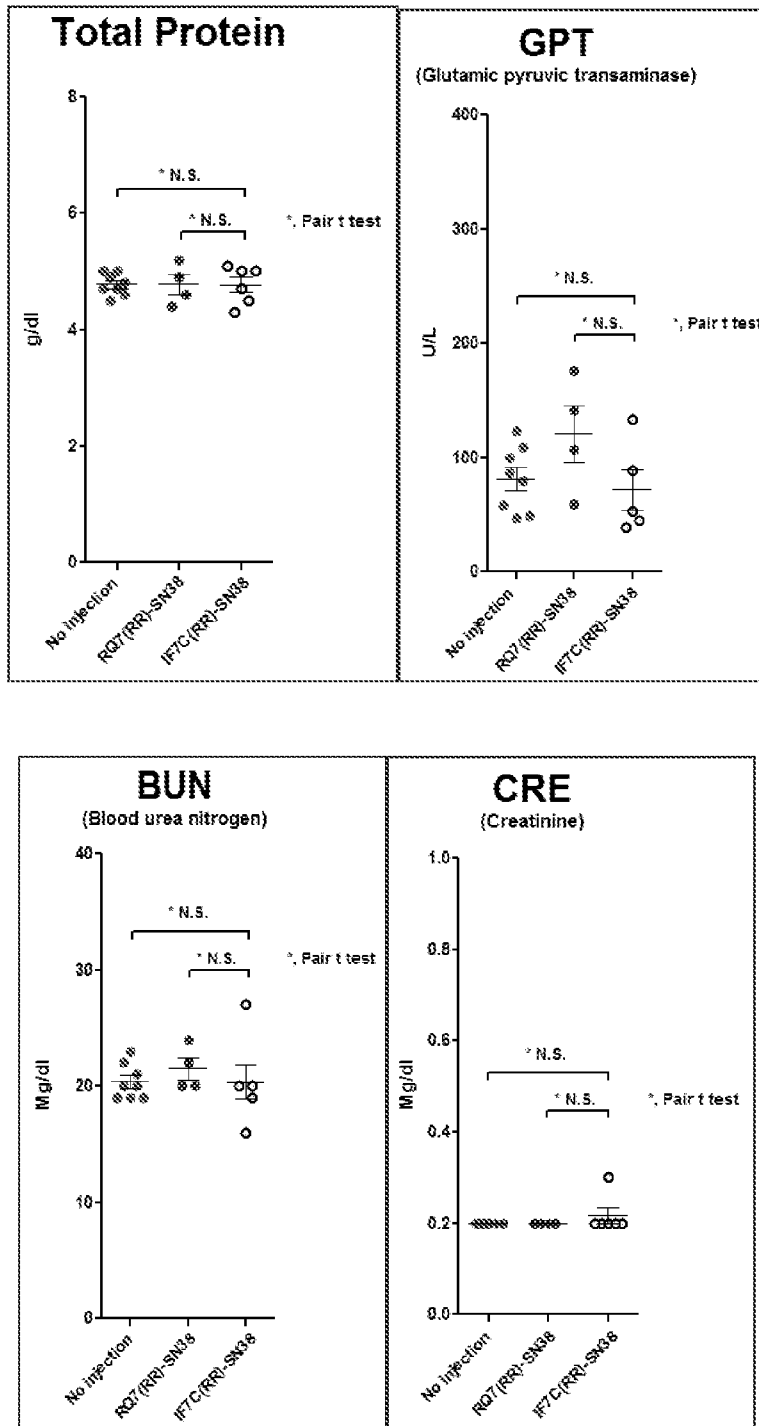 Total Protein
8
6
4
2
0
g/dl
* N.S.
* N.S.
*, Pair t test
No injection
RQ7(RR)-SN38
IF7C(RR)-SN38
GPT
(Glutamic pyruvic transaminase)
400
300
200
100
0
U/L
* N.S.
* N.S.
*, Pair t test
No injection
RQ7(RR)-SN38
IF7C(RR)-SN38
BUN
(Blood urea nitrogen)
40
30
20
10
0
Mg/dl
* N.S.
* N.S.
*, Pair t test
No injection
RQ7(RR)-SN38
IF7C(RR)-SN38
CRE
(Creatinine)
1.0
0.8
0.6
0.4
0.2
0.0
Mg/dl
* N.S.
* N.S.
*, Pair t test
No injection
RQ7(RR)-SN38
IF7C(RR)-SN38